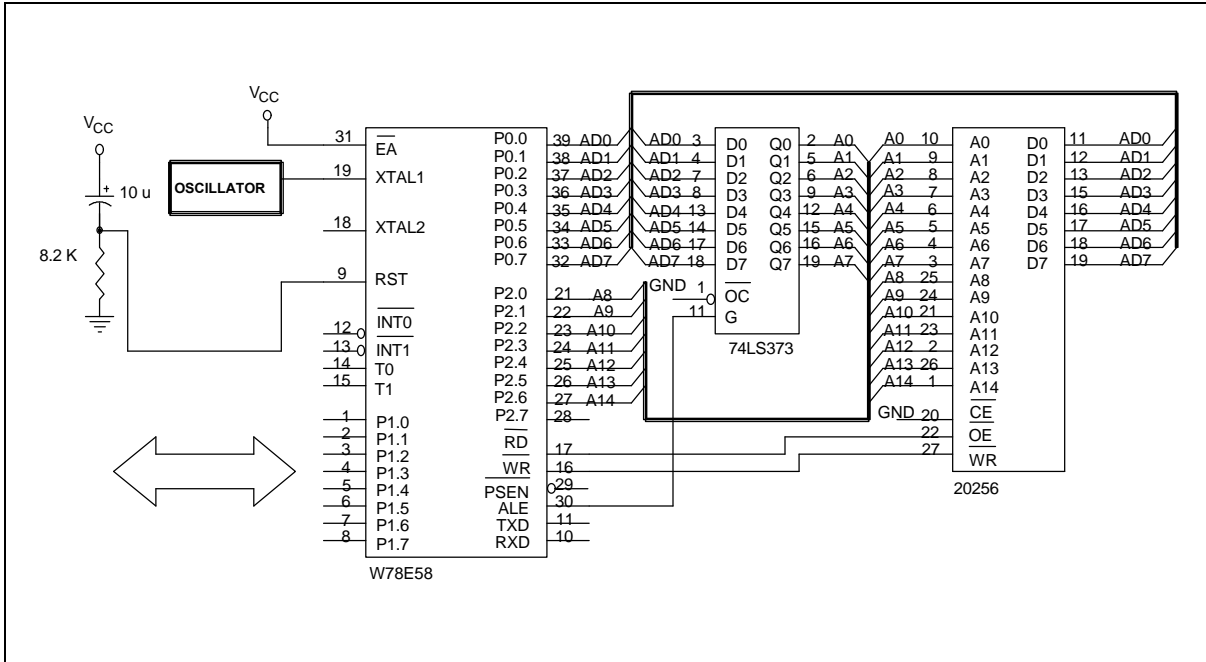 VCC
10 u
8.2 K
VCC
OSCILLATOR
31 EA
19 XTAL1
18 XTAL2
9 RST
12 INT0
13 INT1
14 T0
15 T1
1 P1.0
2 P1.1
3 P1.2
4 P1.3
5 P1.4
6 P1.5
7 P1.6
8 P1.7
P0.0 39 AD0
P0.1 38 AD1
P0.2 37 AD2
P0.3 36 AD3
P0.4 35 AD4
P0.5 34 AD5
P0.6 33 AD6
P0.7 32 AD7
P2.0 21 A8
P2.1 22 A9
P2.2 23 A10
P2.3 24 A11
P2.4 25 A12
P2.5 26 A13
P2.6 27 A14
P2.7 28
RD 17
WR 16
PSEN 29
ALE 30
TXD 11
RXD 10
W78E58
AD0 3 D0 Q0 2 A0
AD1 4 D1 Q1 5 A1
AD2 7 D2 Q2 6 A2
AD3 8 D3 Q3 9 A3
AD4 13 D4 Q4 12 A4
AD5 14 D5 Q5 15 A5
AD6 17 D6 Q6 16 A6
AD7 18 D7 Q7 19 A7
GND 1 OC
11 G
74LS373
A0 10 A0 D0 11 AD0
A1 9 A1 D1 12 AD1
A2 8 A2 D2 13 AD2
A3 7 A3 D3 15 AD3
A4 6 A4 D4 16 AD4
A5 5 A5 D5 17 AD5
A6 4 A6 D6 18 AD6
A7 3 A7 D7 19 AD7
A8 25 A8
A9 24 A9
A10 21 A10
A11 23 A11
A12 2 A12
A13 26 A13
A14 1 A14
GND 20 CE
22 OE
27 WR
20256